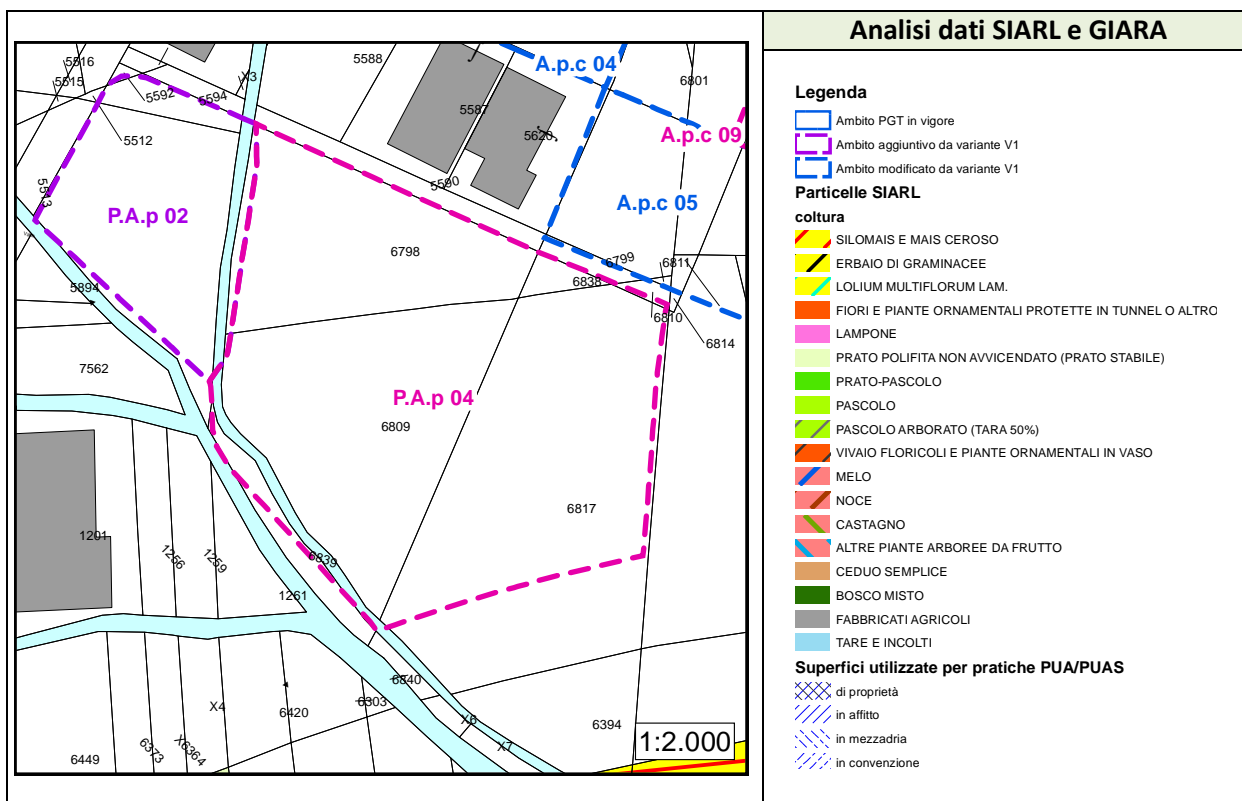 Analisi dati SIARL e GIARA
5516
5515
5592
5594
X3
5588
5587
5620
A.p.c 04
6801
A.p.c 09
5512
5513
5590
P.A.p 02
A.p.c 05
6798
6799
6811
6838
6810
6814
5894
7562
P.A.p 04
6809
6817
1201
1256
1259
6839
1261
6840
6303
X4
6420
X6
X7
6394
6449
6373
X6364
1:2.000
Legenda
Ambito PGT in vigore
Ambito aggiuntivo da variante V1
Ambito modificato da variante V1
Particelle SIARL
coltura
SILOMAIS E MAIS CEROSO
ERBAIO DI GRAMINACEE
LOLIUM MULTIFLORUM LAM.
FIORI E PIANTE ORNAMENTALI PROTETTE IN TUNNEL O ALTRO
LAMPONE
PRATO POLIFITA NON AVVICENDATO (PRATO STABILE)
PRATO-PASCOLO
PASCOLO
PASCOLO ARBORATO (TARA 50%)
VIVAIO FLORICOLI E PIANTE ORNAMENTALI IN VASO
MELO
NOCE
CASTAGNO
ALTRE PIANTE ARBOREE DA FRUTTO
CEDUO SEMPLICE
BOSCO MISTO
FABBRICATI AGRICOLI
TARE E INCOLTI
Superfici utilizzate per pratiche PUA/PUAS
di proprietà
in affitto
in mezzadria
in convenzione